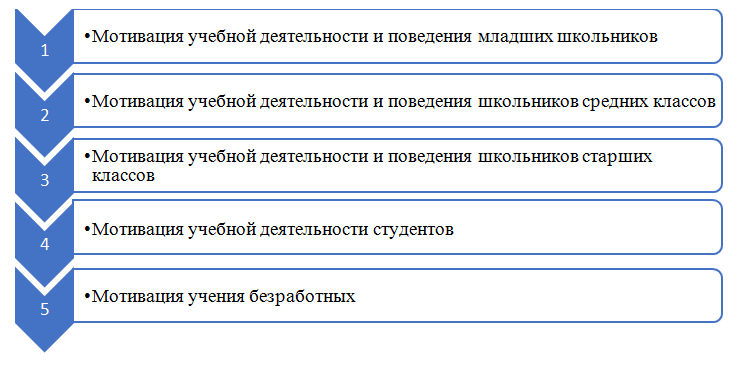 1
•Мотивация учебной деятельности и поведения младших школьников
2
•Мотивация учебной деятельности и поведения школьников средних классов
3
•Мотивация учебной деятельности и поведения школьников старших
классов
4
•Мотивация учебной деятельности студентов
5
•Мотивация учения безработных